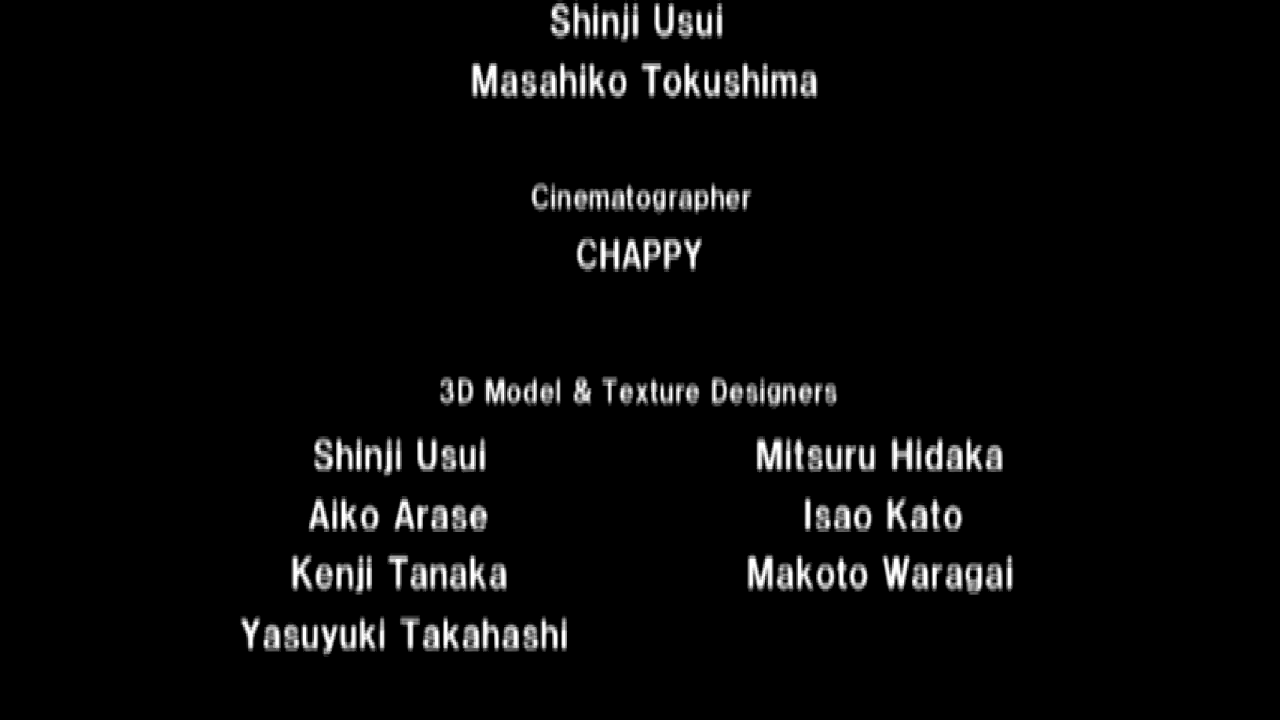 Shinji Usui
Masahiko Tokushima
Cinematographer
CHAPPY
3D Model & Texture Designers
Shinji Usui Mitsuru Hidaka
Aiko Arase Isao Kato
Kenji Tanaka Makoto Waragai
Yasuyuki Takahashi